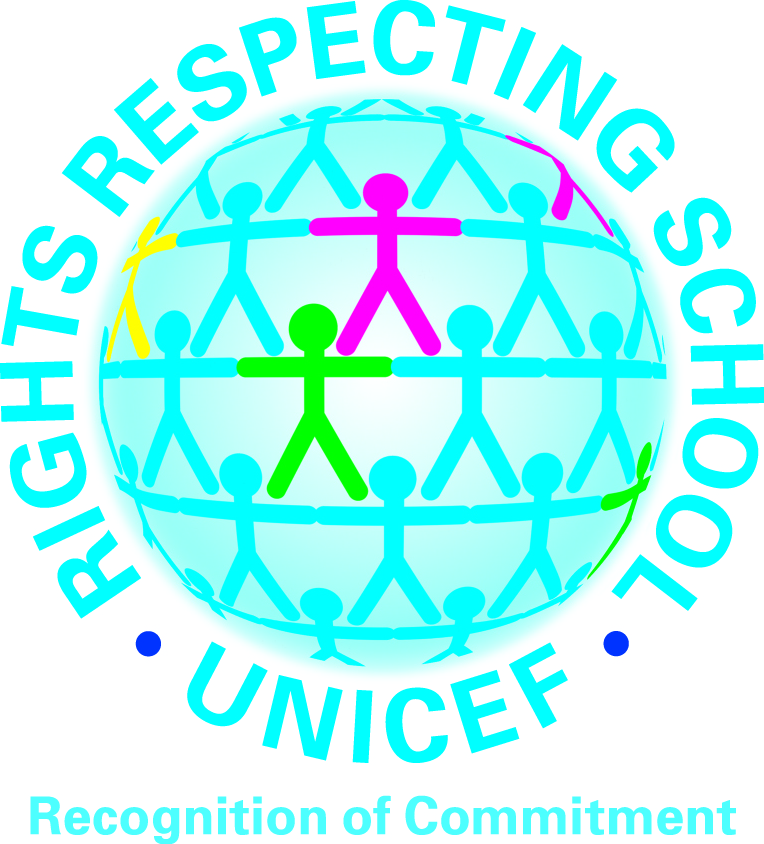 RIGHTS RESPECTING SCHOOL
• UNICEF •
Recognition of Commitment